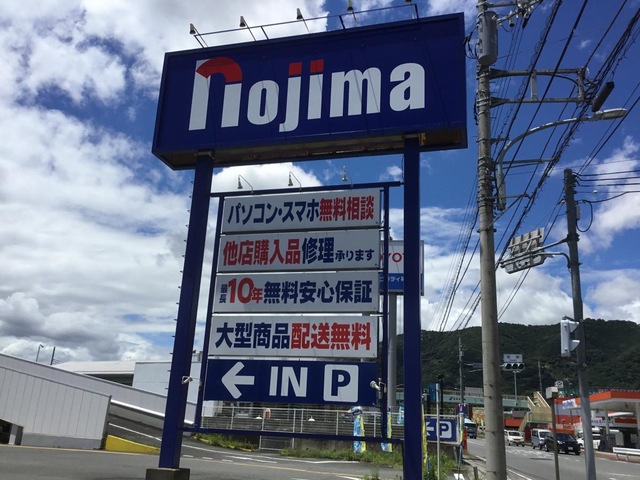 nojima
パソコン・スマホ無料相談
他店購入品修理承ります
最長10年無料安心保証
大型商品配送無料
← IN P
P